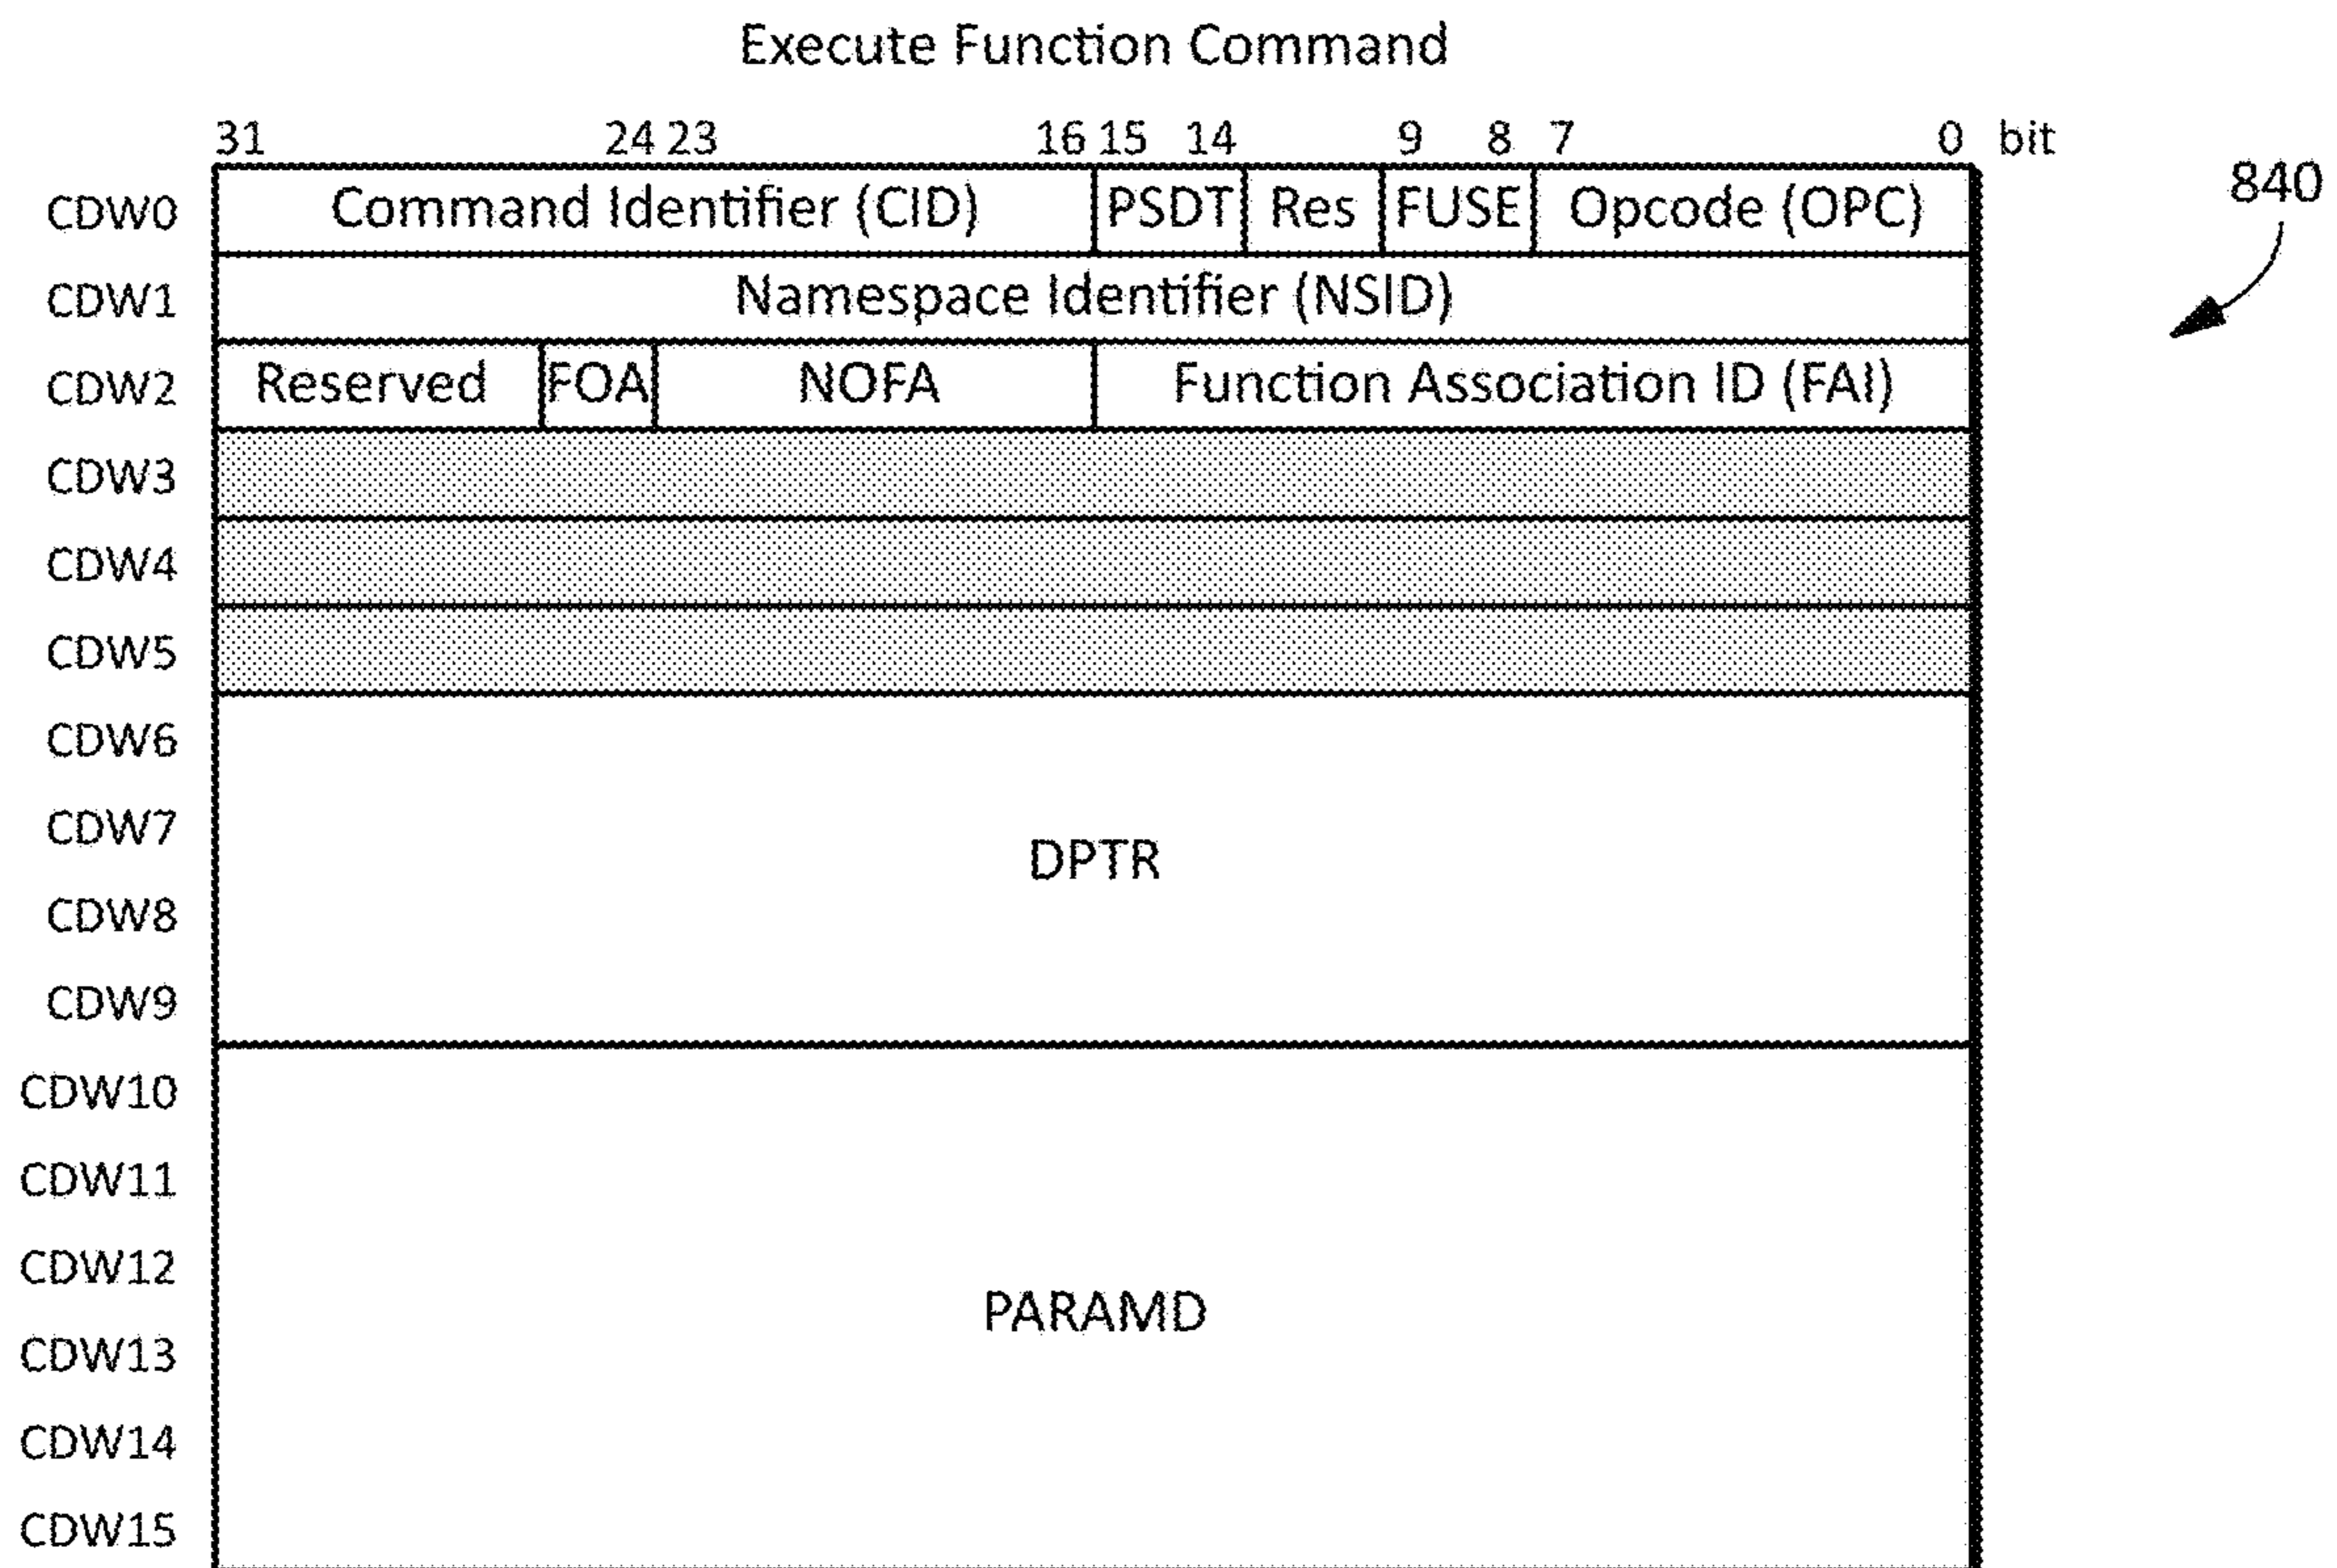 Execute Function Command
31 24 23 16 15 14 9 8 7 0 bit
840
CDW0 Command Identifier (CID) PSDT Res FUSE Opcode (OPC)
CDW1 Namespace Identifier (NSID)
CDW2 Reserved FOA NOFA Function Association ID (FAI)
CDW3
CDW4
CDW5
CDW6
CDW7
DPTR
CDW8
CDW9
CDW10
CDW11
CDW12
PARAMD
CDW13
CDW14
CDW15